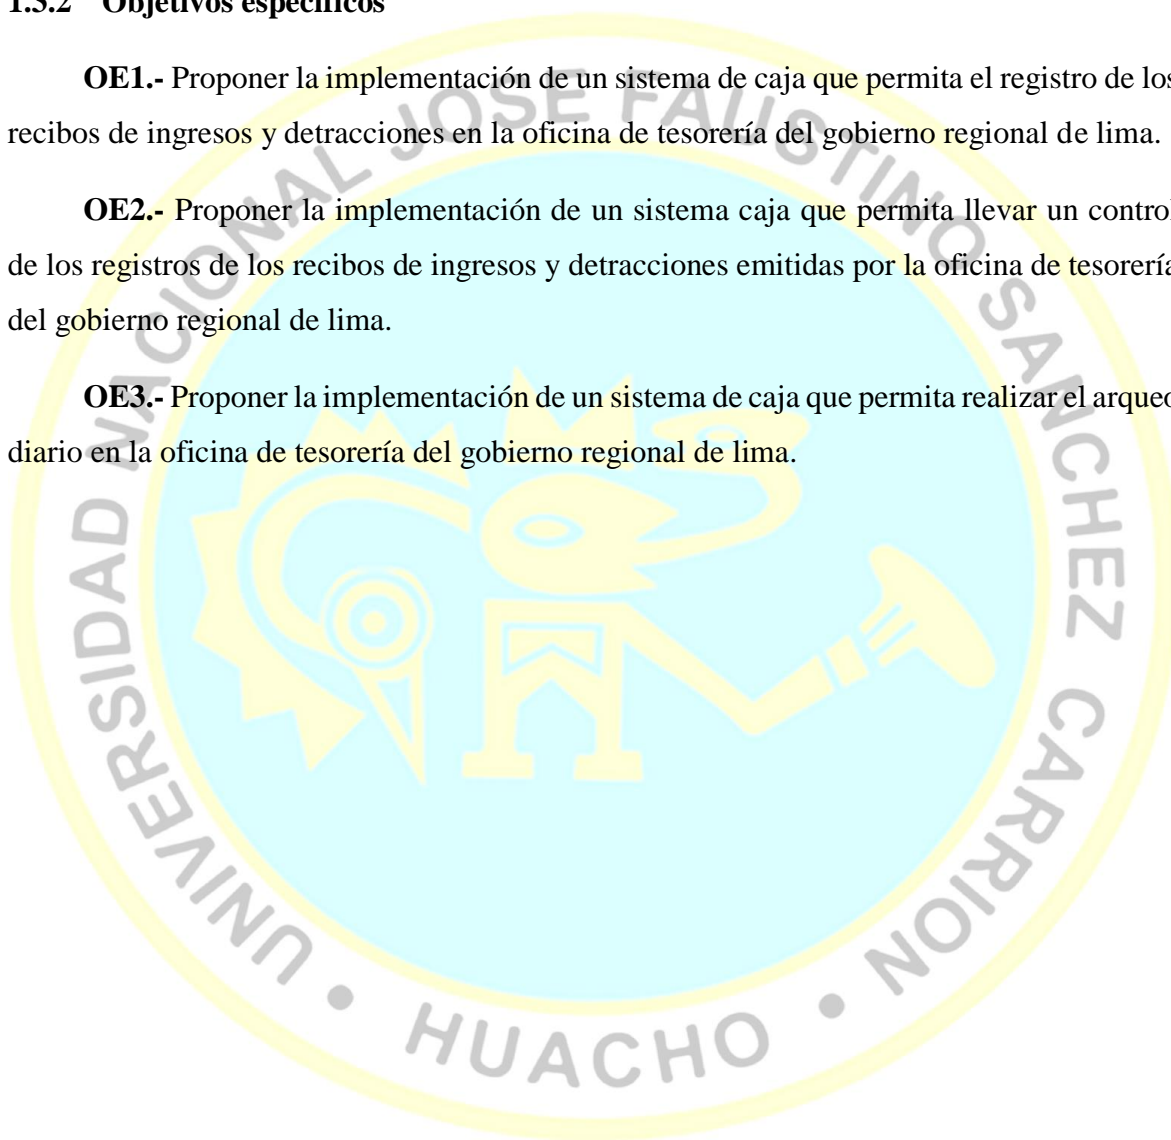 1.3.2 Objetivos específicos
OE1.- Proponer la implementación de un sistema de caja que permita el registro de los
recibos de ingresos y detracciones en la oficina de tesorería del gobierno regional de lima.
OE2.- Proponer la implementación de un sistema caja que permita llevar un control
de los registros de los recibos de ingresos y detracciones emitidas por la oficina de tesorería
del gobierno regional de lima.
OE3.- Proponer la implementación de un sistema de caja que permita realizar el arqueo
diario en la oficina de tesorería del gobierno regional de lima.
UNIVERSIDAD NACIONAL JOSE FAUSTINO SANCHEZ CARRION • HUACHO •